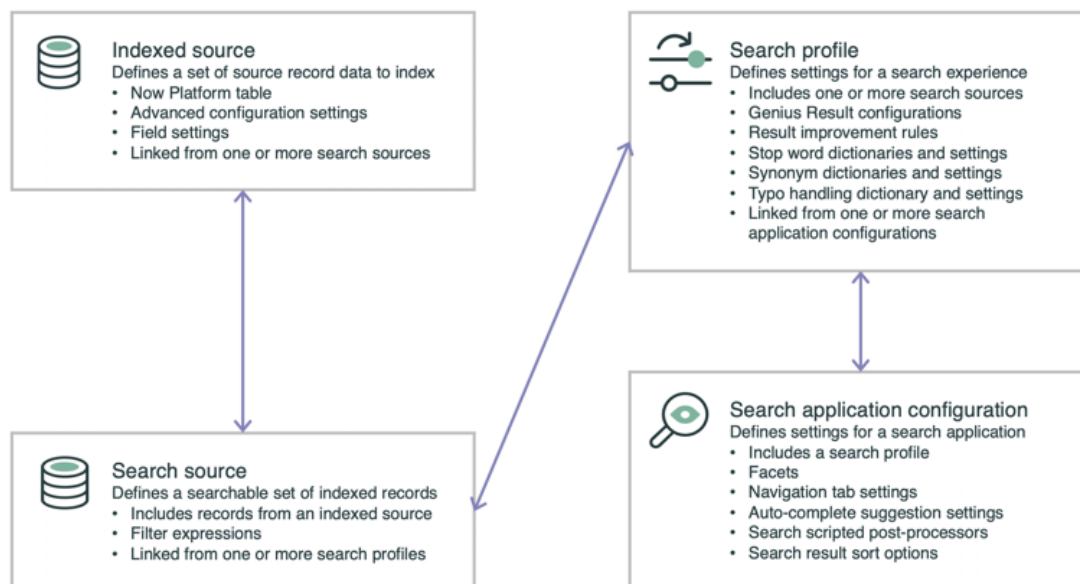 Indexed source
Defines a set of source record data to index
• Now Platform table
• Advanced configuration settings
• Field settings
• Linked from one or more search sources
Search source
Defines a searchable set of indexed records
• Includes records from an indexed source
• Filter expressions
• Linked from one or more search profiles
Search profile
Defines settings for a search experience
• Includes one or more search sources
• Genius Result configurations
• Result improvement rules
• Stop word dictionaries and settings
• Synonym dictionaries and settings
• Typo handling dictionary and settings
• Linked from one or more search
application configurations
Search application configuration
Defines settings for a search application
• Includes a search profile
• Facets
• Navigation tab settings
• Auto-complete suggestion settings
• Search scripted post-processors
• Search result sort options